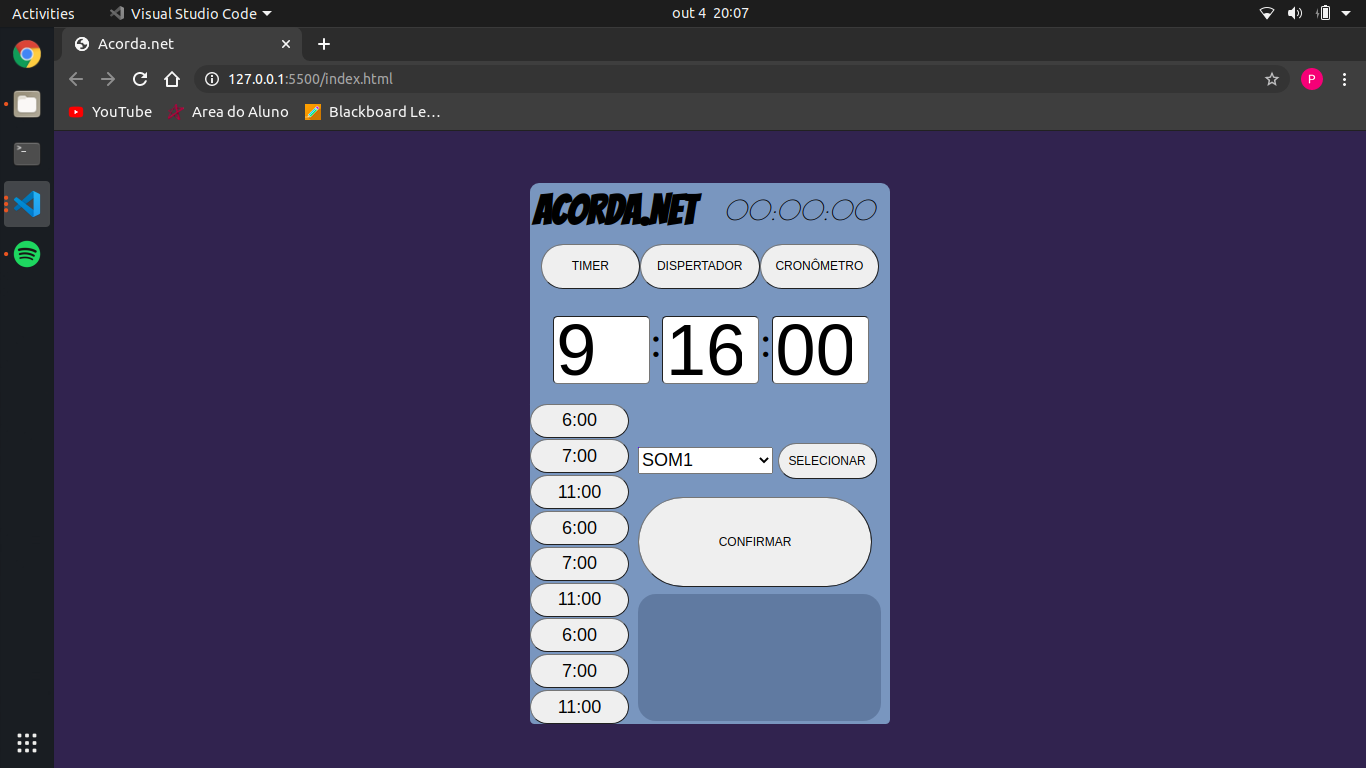 Activities Visual Studio Code out 4 20:07
Acorda.net
127.0.0.1:5500/index.html P
YouTube Area do Aluno Blackboard Le...
ACORDA.NET 00:00:00
TIMER DISPERTADOR CRONÔMETRO
9:16:00
6:00
7:00
SOM1 SELECIONAR
11:00
6:00
CONFIRMAR
7:00
11:00
6:00
7:00
11:00